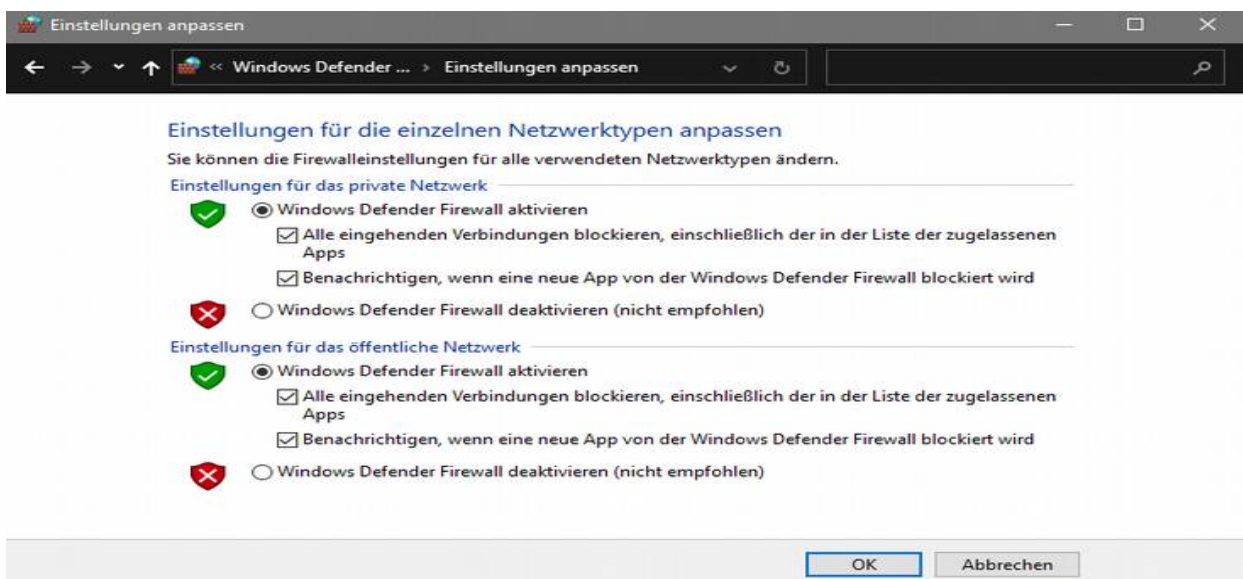 Einstellungen anpassen
Windows Defender ... › Einstellungen anpassen
Einstellungen für die einzelnen Netzwerktypen anpassen
Sie können die Firewalleinstellungen für alle verwendeten Netzwerktypen ändern.
Einstellungen für das private Netzwerk
Windows Defender Firewall aktivieren
Alle eingehenden Verbindungen blockieren, einschließlich der in der Liste der zugelassenen
Apps
Benachrichtigen, wenn eine neue App von der Windows Defender Firewall blockiert wird
Windows Defender Firewall deaktivieren (nicht empfohlen)
Einstellungen für das öffentliche Netzwerk
Windows Defender Firewall aktivieren
Alle eingehenden Verbindungen blockieren, einschließlich der in der Liste der zugelassenen
Apps
Benachrichtigen, wenn eine neue App von der Windows Defender Firewall blockiert wird
Windows Defender Firewall deaktivieren (nicht empfohlen)
OK Abbrechen